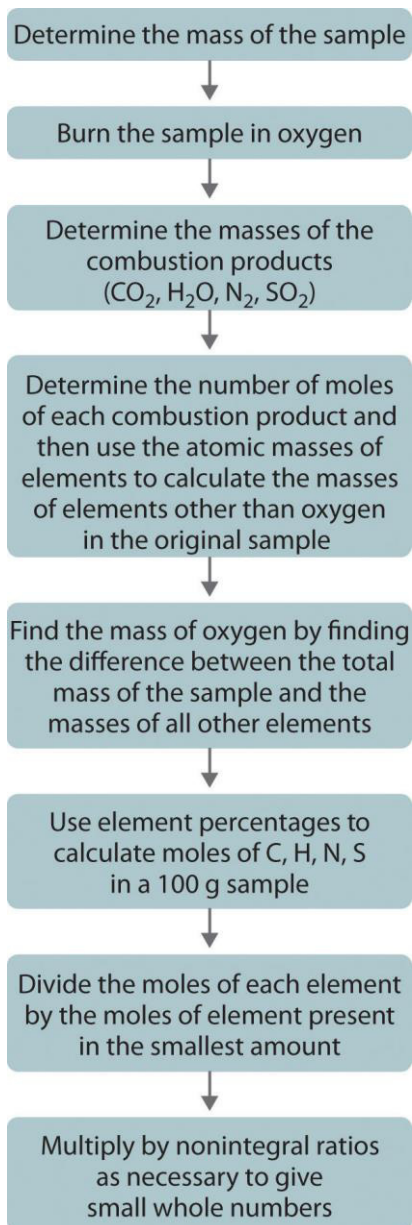 Determine the mass of the sample
Burn the sample in oxygen
Determine the masses of the
combustion products
(CO₂, H₂O, N₂, SO₂)
Determine the number of moles
of each combustion product and
then use the atomic masses of
elements to calculate the masses
of elements other than oxygen
in the original sample
Find the mass of oxygen by finding
the difference between the total
mass of the sample and the
masses of all other elements
Use element percentages to
calculate moles of C, H, N, S
in a 100 g sample
Divide the moles of each element
by the moles of element present
in the smallest amount
Multiply by nonintegral ratios
as necessary to give
small whole numbers